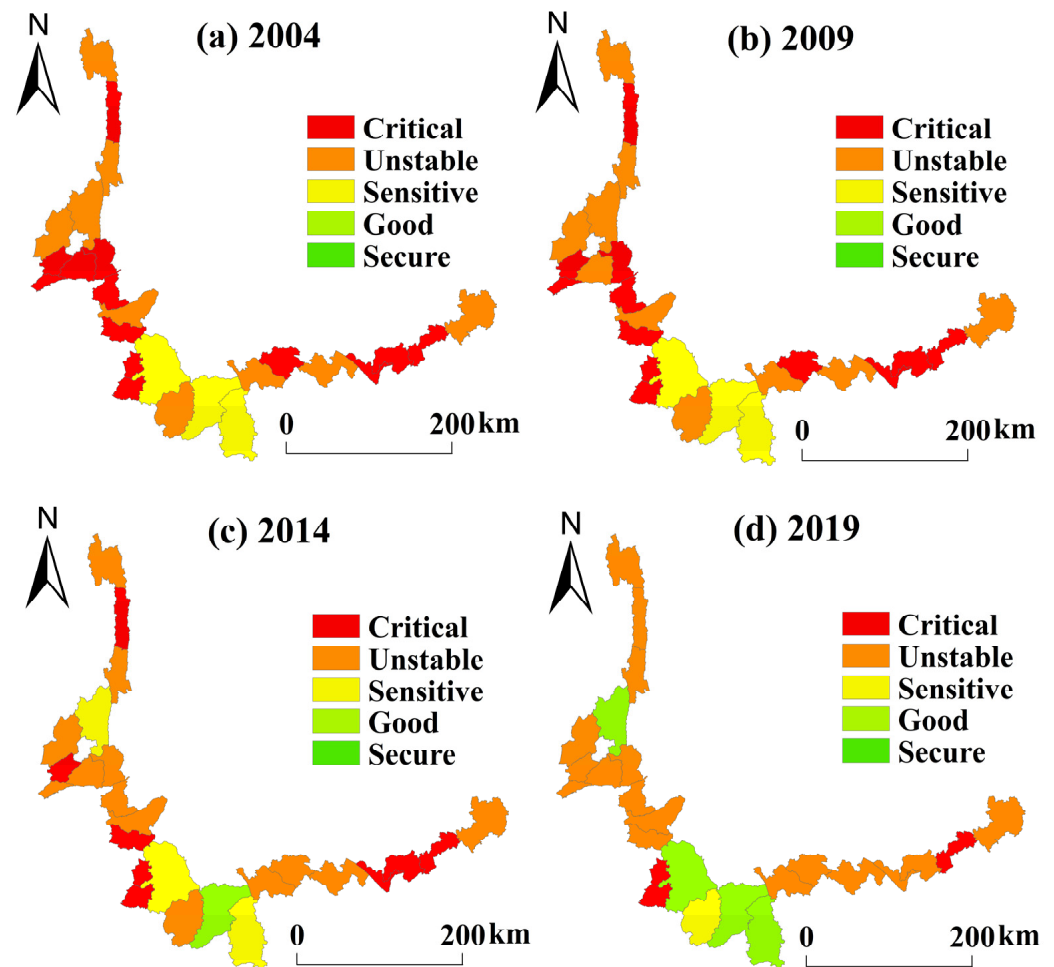 N
(a) 2004
Critical
Unstable
Sensitive
Good
Secure
0 200 km
N
(b) 2009
Critical
Unstable
Sensitive
Good
Secure
0 200 km
N
(c) 2014
Critical
Unstable
Sensitive
Good
Secure
0 200 km
N
(d) 2019
Critical
Unstable
Sensitive
Good
Secure
0 200 km